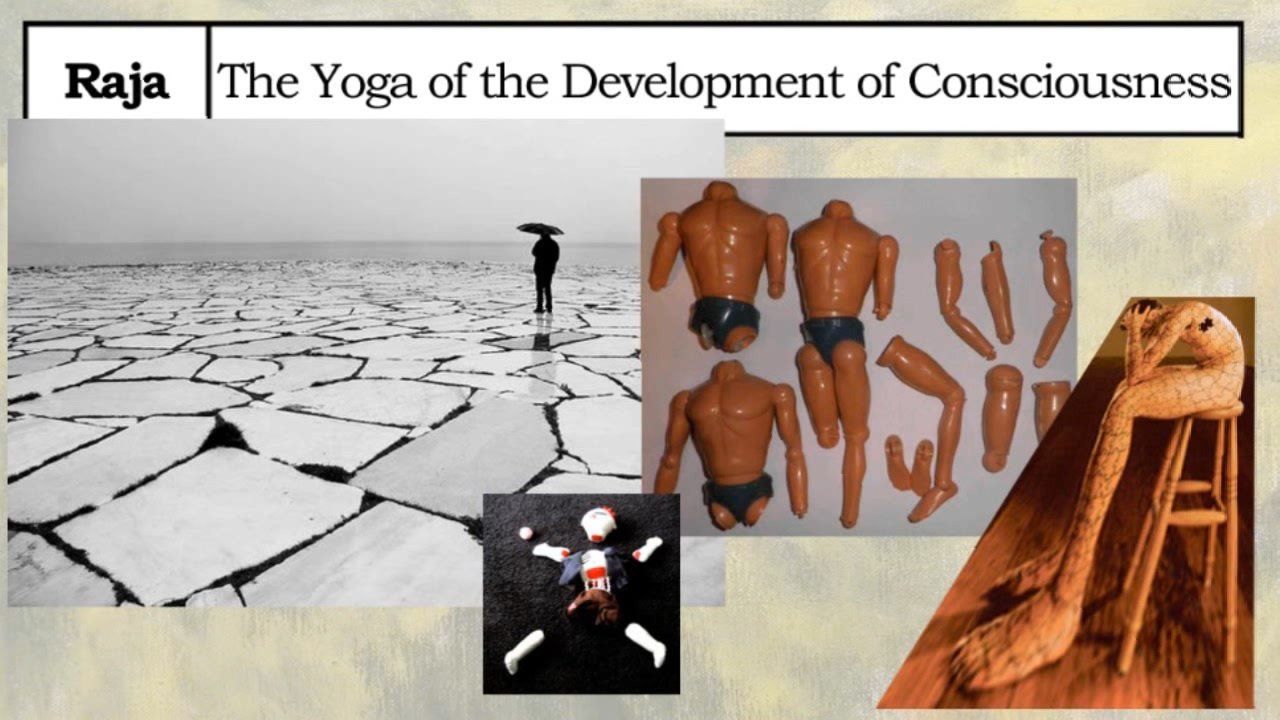 Raja
The Yoga of the Development of Consciousness